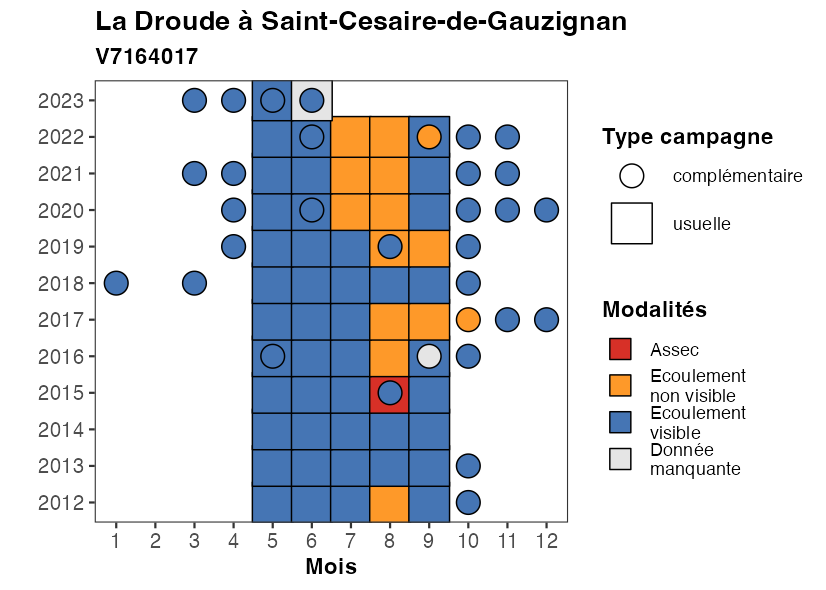 La Droude à Saint-Cesaire-de-Gauzignan
V7164017
2023
2022
2021
2020
2019
2018
2017
2016
2015
2014
2013
2012
1 2 3 4 5 6 7 8 9 10 11 12
Mois
Type campagne
complémentaire
usuelle
Modalités
Assec
Ecoulement
non visible
Ecoulement
visible
Donnée
manquante